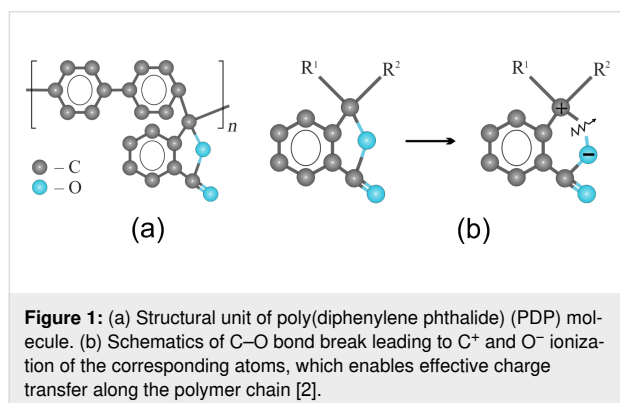 R¹ R² R¹ R²
n
+
– C
– O
–
(a) (b)
Figure 1: (a) Structural unit of poly(diphenylene phthalide) (PDP) mol-
ecule. (b) Schematics of C–O bond break leading to C⁺ and O⁻ ioniza-
tion of the corresponding atoms, which enables effective charge
transfer along the polymer chain [2].